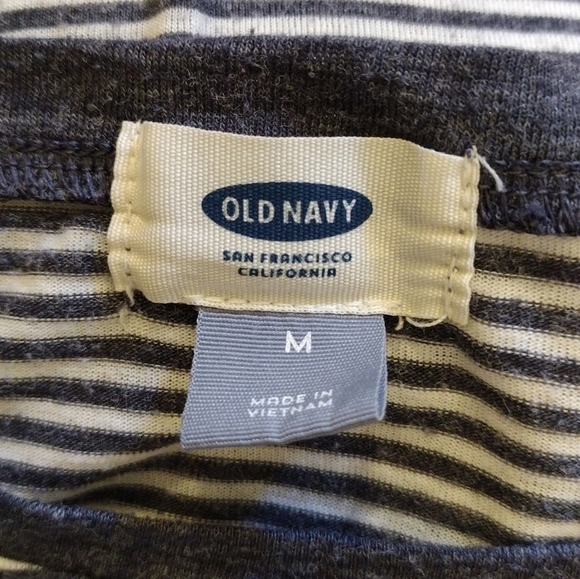 OLD NAVY
SAN FRANCISCO
CALIFORNIA
M
MADE IN
VIETNAM